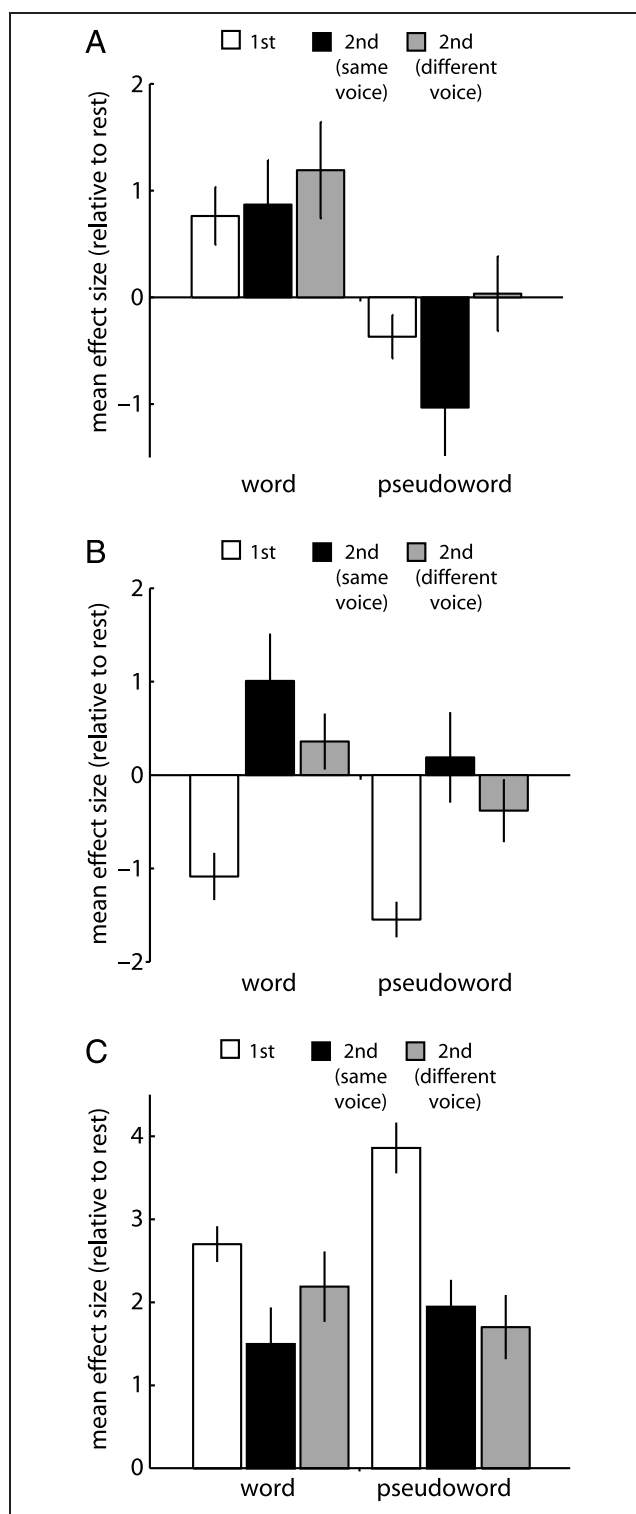 A
1st 2nd 2nd
(same (different
voice) voice)
mean effect size (relative to rest)
2
1
0
−1
word pseudoword
B
1st 2nd 2nd
(same (different
voice) voice)
mean effect size (relative to rest)
2
1
0
−1
−2
word pseudoword
C
1st 2nd 2nd
(same (different
voice) voice)
mean effect size (relative to rest)
4
3
2
1
0
word pseudoword